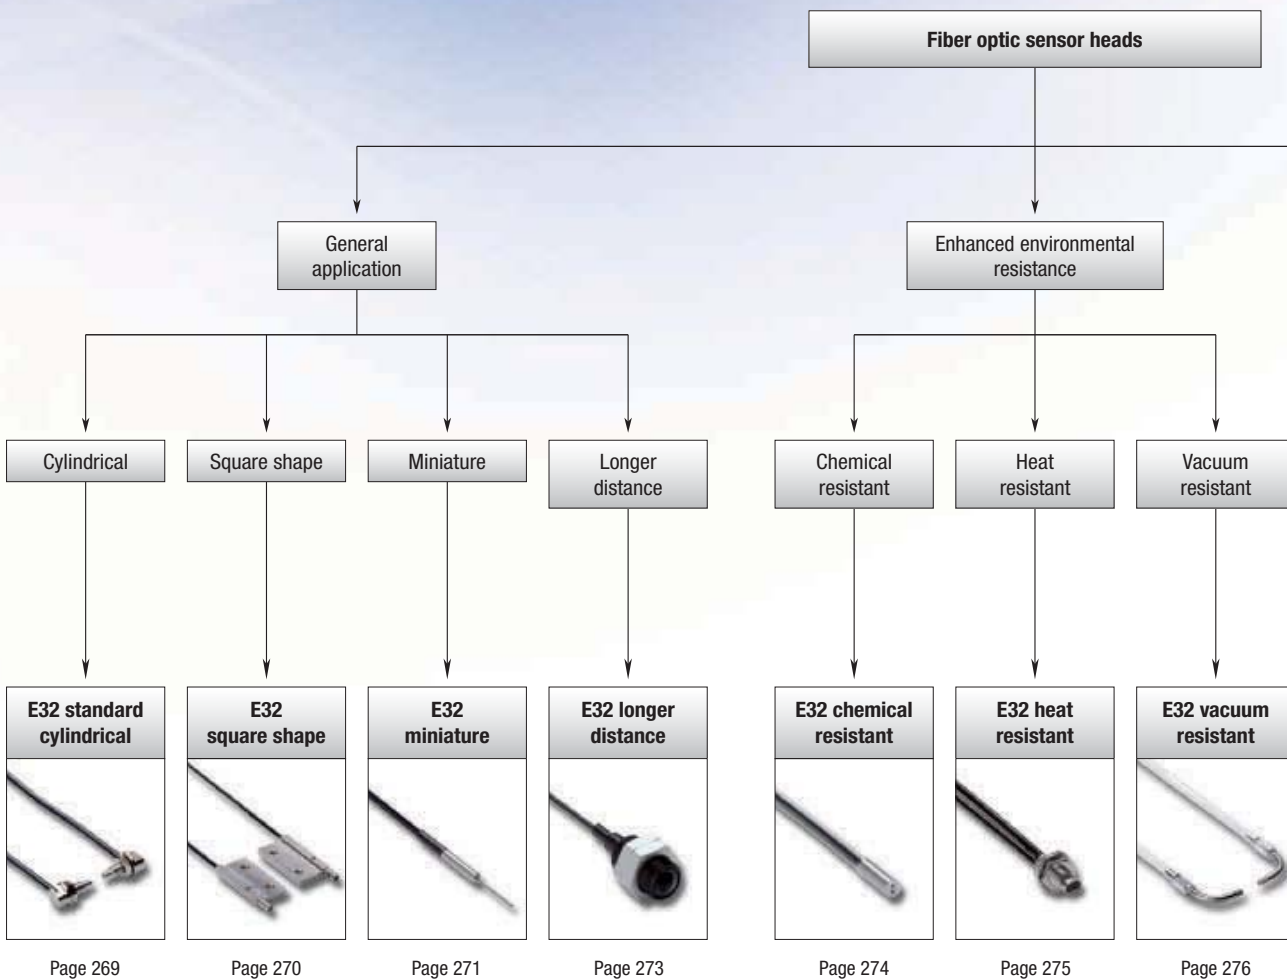 Fiber optic sensor heads
General
application
Enhanced environmental
resistance
Cylindrical
Square shape
Miniature
Longer
distance
Chemical
resistant
Heat
resistant
Vacuum
resistant
E32 standard
cylindrical
E32
square shape
E32
miniature
E32 longer
distance
E32 chemical
resistant
E32 heat
resistant
E32 vacuum
resistant
Page 269
Page 270
Page 271
Page 273
Page 274
Page 275
Page 276